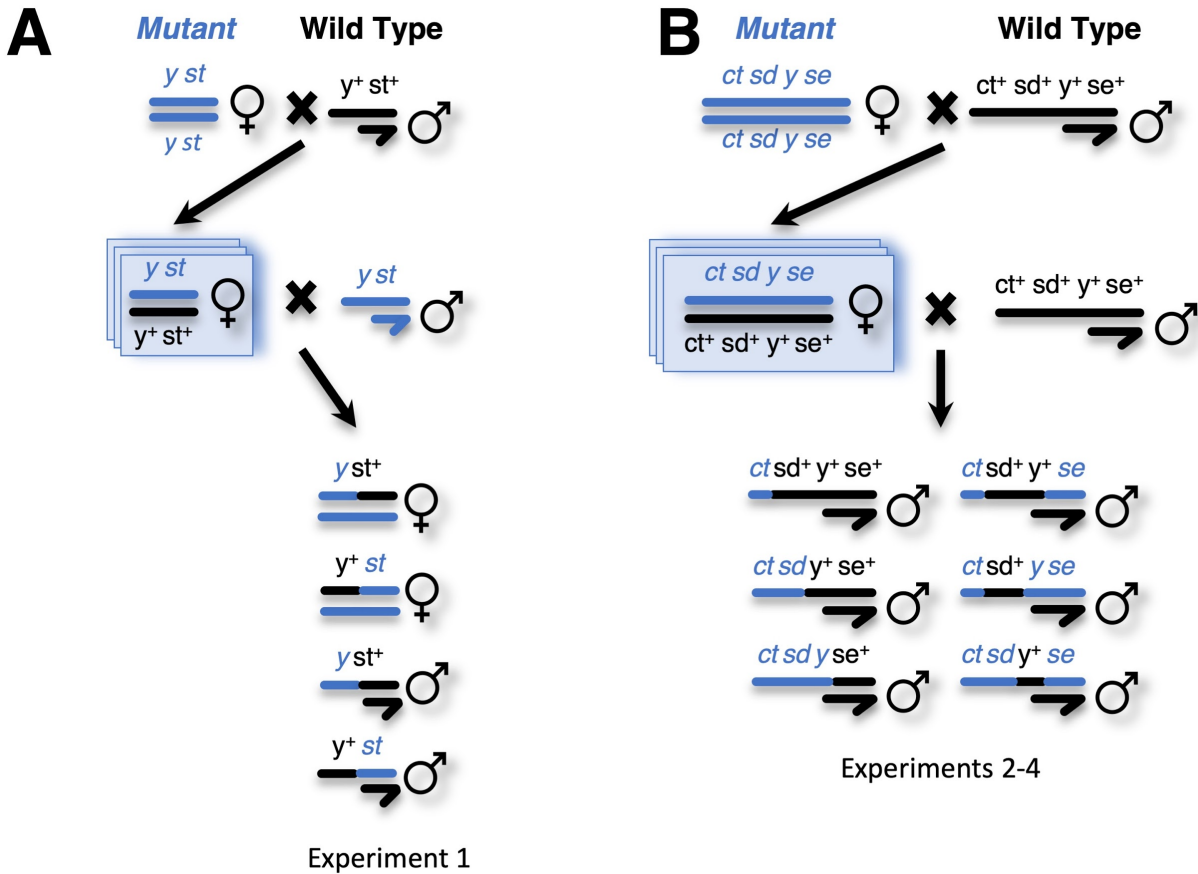 A
Mutant Wild Type
y st
y⁺ st⁺
y st
y st
y⁺ st⁺
y st
y st⁺
y⁺ st
y st⁺
y⁺ st
Experiment 1
B
Mutant Wild Type
ct sd y se
ct⁺ sd⁺ y⁺ se⁺
ct sd y se
ct sd y se
ct⁺ sd⁺ y⁺ se⁺
ct⁺ sd⁺ y⁺ se⁺
ct sd⁺ y⁺ se⁺
ct sd⁺ y⁺ se
ct sd y⁺ se⁺
ct sd⁺ y se
ct sd y se⁺
ct sd y⁺ se
Experiments 2-4